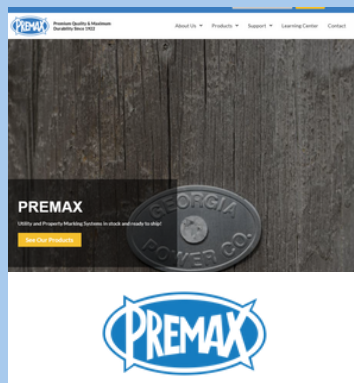 PREMAX
Premium Quality & Maximum
Durability Since 1922
About Us
Products
Support
Learning Center
Contact
GEORGIA
POWER CO.
PREMAX
Utility and Property Marking Systems in stock and ready to ship!
See Our Products
PREMAX